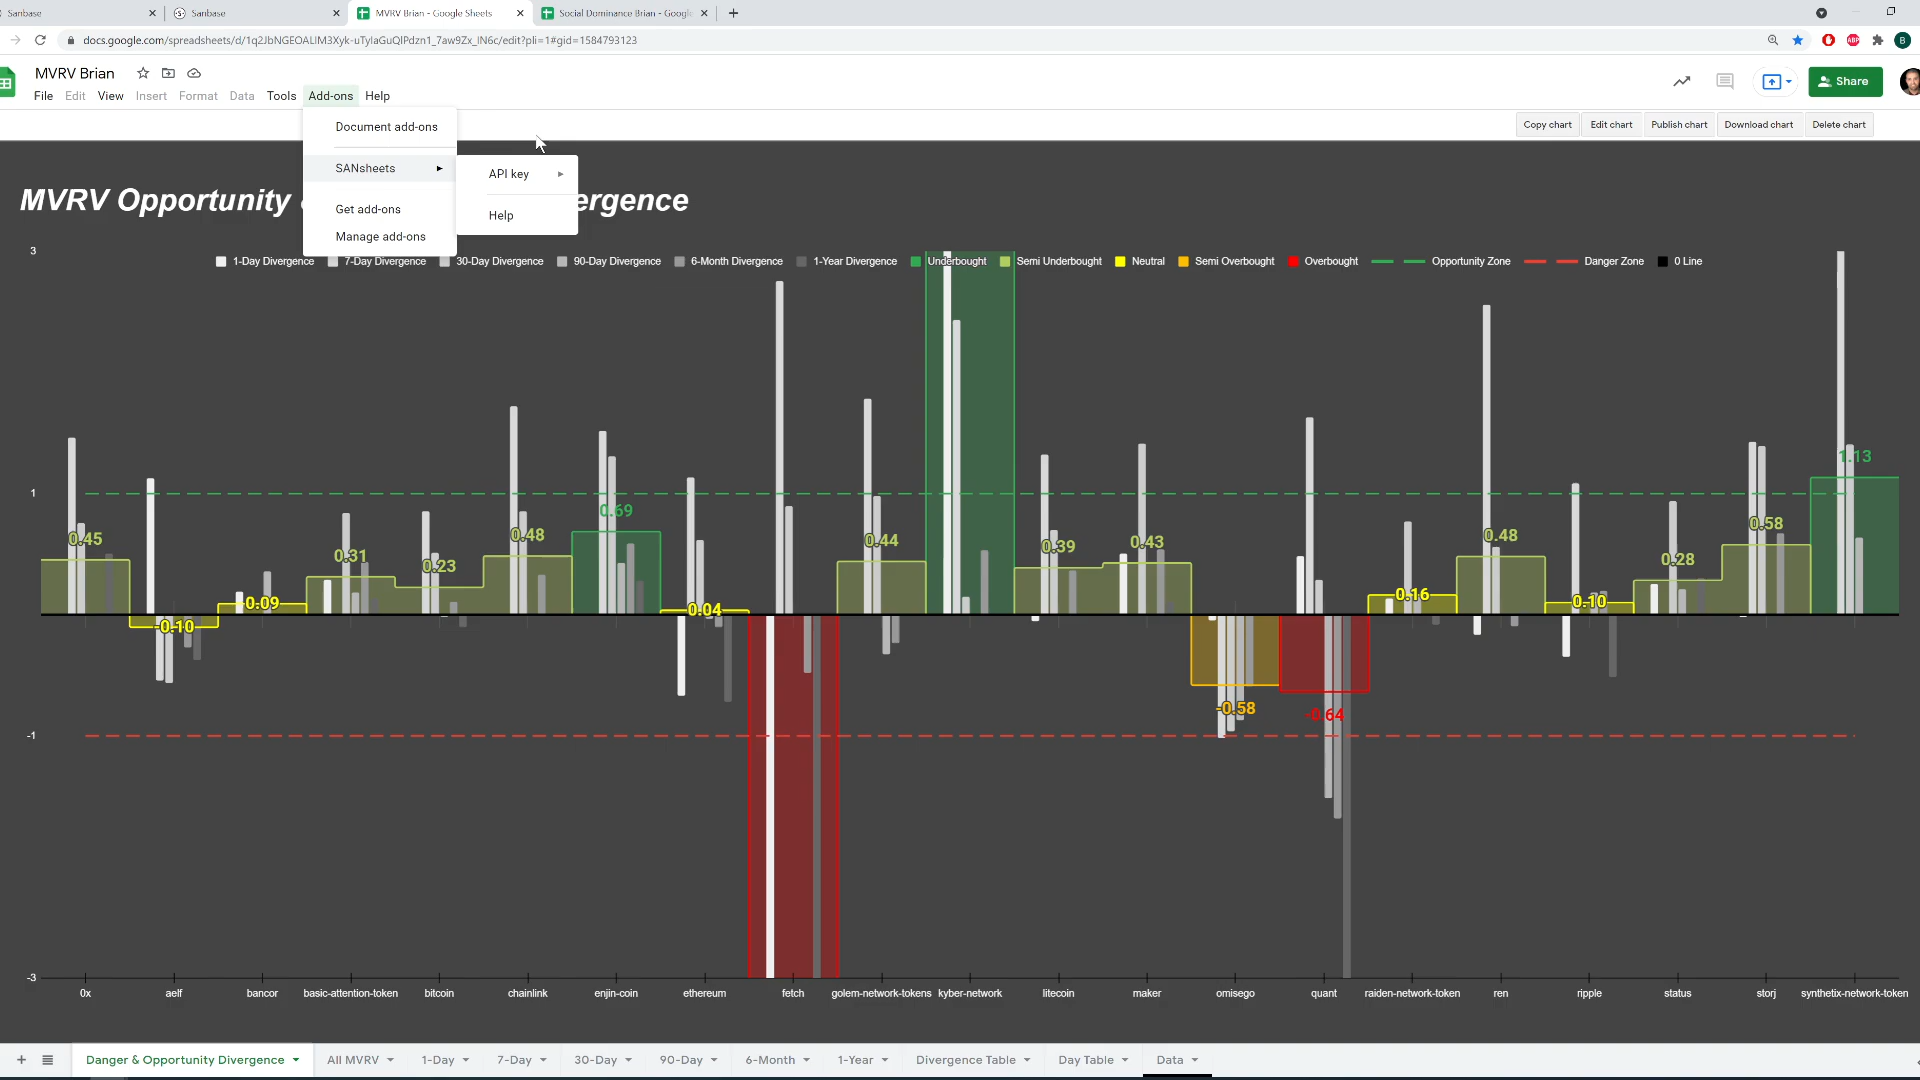 Sanbase
Sanbase
MVRV Brian - Google Sheets
Social Dominance Brian - Google
docs.google.com/spreadsheets/d/1q2JbNGEOALIM3Xyk-uTylaGuQlPdzn1_7aw9Zx_lN6c/edit?pli=1#gid=1584793123
ABP
B
MVRV Brian
File Edit View Insert Format Data Tools Add-ons Help
Share
Document add-ons
SANsheets
Get add-ons
Manage add-ons
API key
Help
Copy chart Edit chart Publish chart Download chart Delete chart
MVRV Opportunity
ergence
1-Day Divergence 7-Day Divergence 30-Day Divergence 90-Day Divergence 6-Month Divergence 1-Year Divergence Underbought Semi Underbought Neutral Semi Overbought Overbought Opportunity Zone Danger Zone 0 Line
3
1
-1
-3
0.45
-0.10
0.09
0.31
0.23
0.48
0.69
0.04
0.44
0.39
0.43
-0.58
-0.64
0.16
0.48
0.10
0.28
0.58
1.13
0x aelf bancor basic-attention-token bitcoin chainlink enjin-coin ethereum fetch golem-network-tokens kyber-network litecoin maker omisego quant raiden-network-token ren ripple status storj synthetix-network-token
Danger & Opportunity Divergence All MVRV 1-Day 7-Day 30-Day 90-Day 6-Month 1-Year Divergence Table Day Table Data